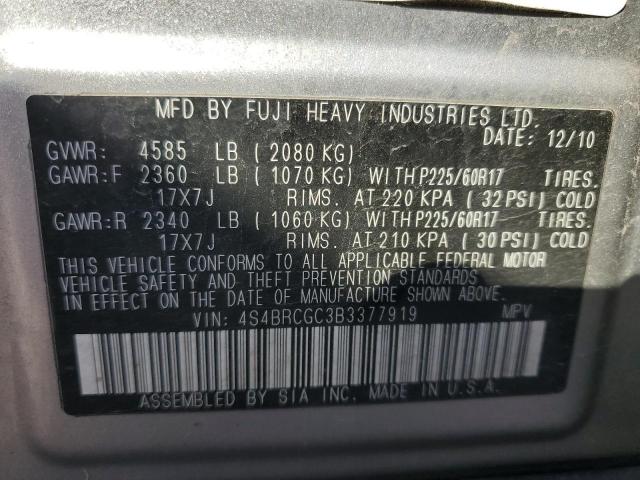 MFD BY FUJI HEAVY INDUSTRIES LTD.
DATE: 12/10
GVWR: 4585 LB (2080 KG)
GAWR:F 2360 LB (1070 KG) WITH P225/60R17 TIRES.
17X7J RIMS. AT 220 KPA (32 PSI) COLD
GAWR:R 2340 LB (1060 KG) WITH P225/60R17 TIRES.
17X7J RIMS. AT 210 KPA (30 PSI) COLD
THIS VEHICLE CONFORMS TO ALL APPLICABLE FEDERAL MOTOR
VEHICLE SAFETY AND THEFT PREVENTION STANDARDS
IN EFFECT ON THE DATE OF MANUFACTURE SHOWN ABOVE.
VIN: 4S4BRCGC3B3377919 MPV
ASSEMBLED BY SIA INC. MADE IN U.S.A.